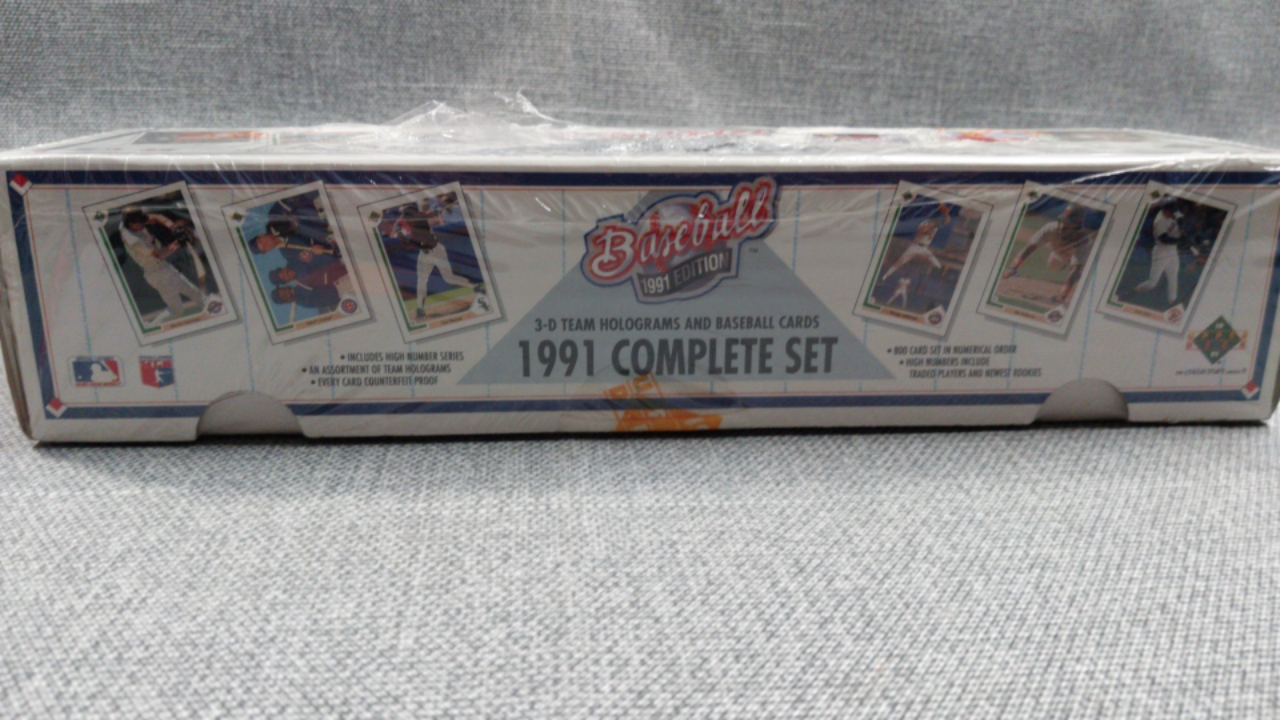 Baseball
1991 EDITION
TM
3-D TEAM HOLOGRAMS AND BASEBALL CARDS
1991 COMPLETE SET
• INCLUDES HIGH NUMBER SERIES
• AN ASSORTMENT OF TEAM HOLOGRAMS
• EVERY CARD COUNTERFEIT PROOF
• 800 CARD SET IN NUMERICAL ORDER
• HIGH NUMBERS INCLUDE
TRADED PLAYERS AND NEWEST ROOKIES